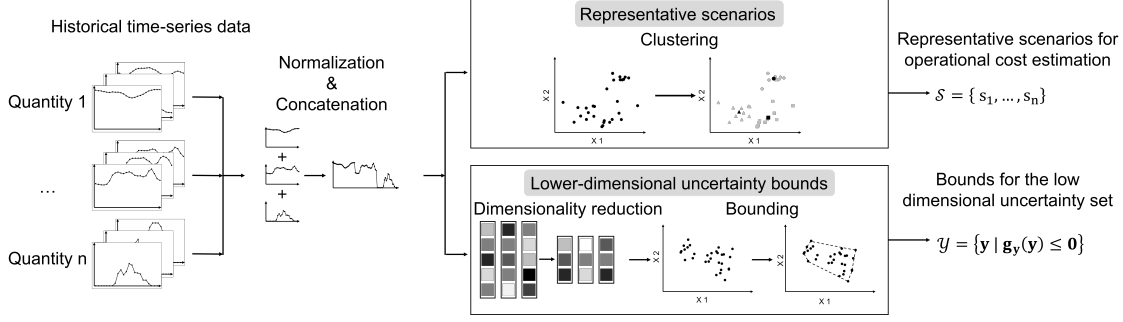 Historical time-series data
Quantity 1
...
Quantity n
Normalization
&
Concatenation
+
+
Representative scenarios
Clustering
X 2
X 1
X 2
X 1
Representative scenarios for
operational cost estimation
𝒮 = { s₁, … , sₙ}
Lower-dimensional uncertainty bounds
Dimensionality reduction
Bounding
X 2
X 1
X 2
X 1
Bounds for the low
dimensional uncertainty set
𝒴 = {𝐲 | 𝐠_𝐲(𝐲) ≤ 𝟎}